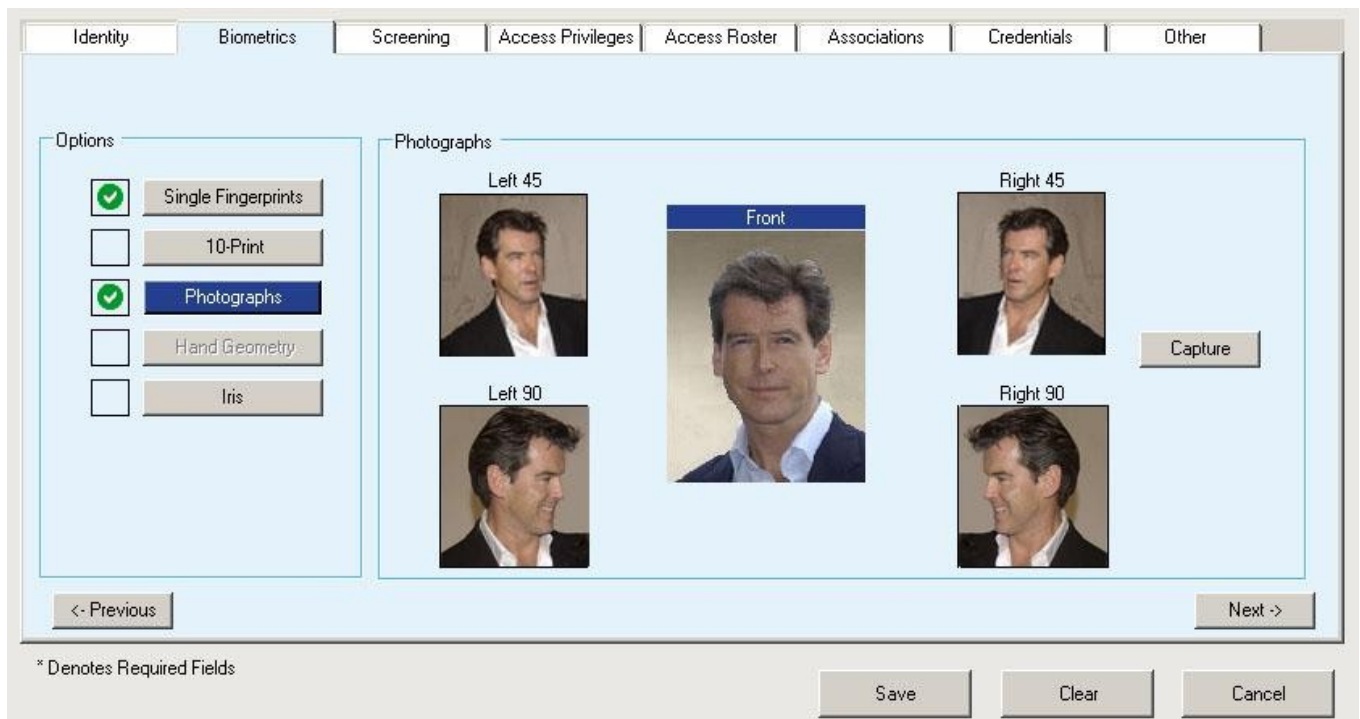 Identity Biometrics Screening Access Privileges Access Roster Associations Credentials Other
Options
Single Fingerprints
10-Print
Photographs
Hand Geometry
Iris
Photographs
Left 45
Front
Right 45
Left 90
Right 90
Capture
<- Previous
Next ->
* Denotes Required Fields
Save Clear Cancel